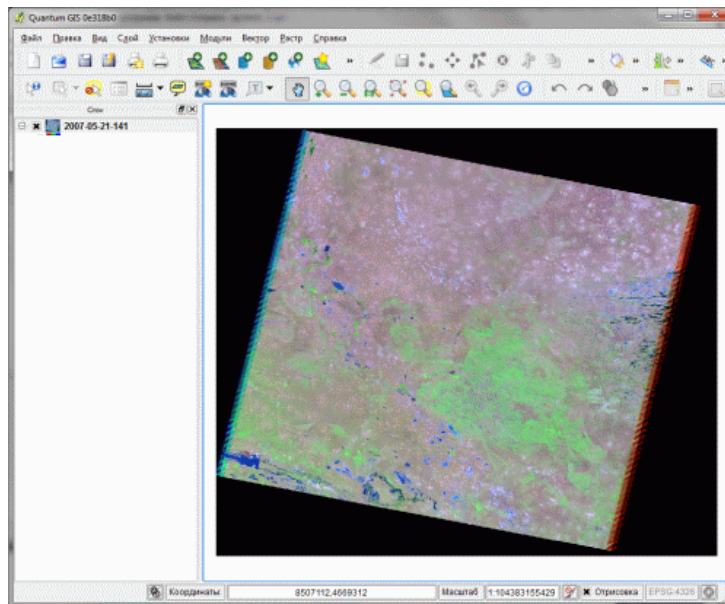 Quantum GIS 0e318b0
Файл Правка Вид Слой Установки Модули Вектор Растр Справка
Слои
2007-05-21-141
Координаты: 8507112,4669312 Масштаб 1:104383155429 Отрисовка EPSG:4326